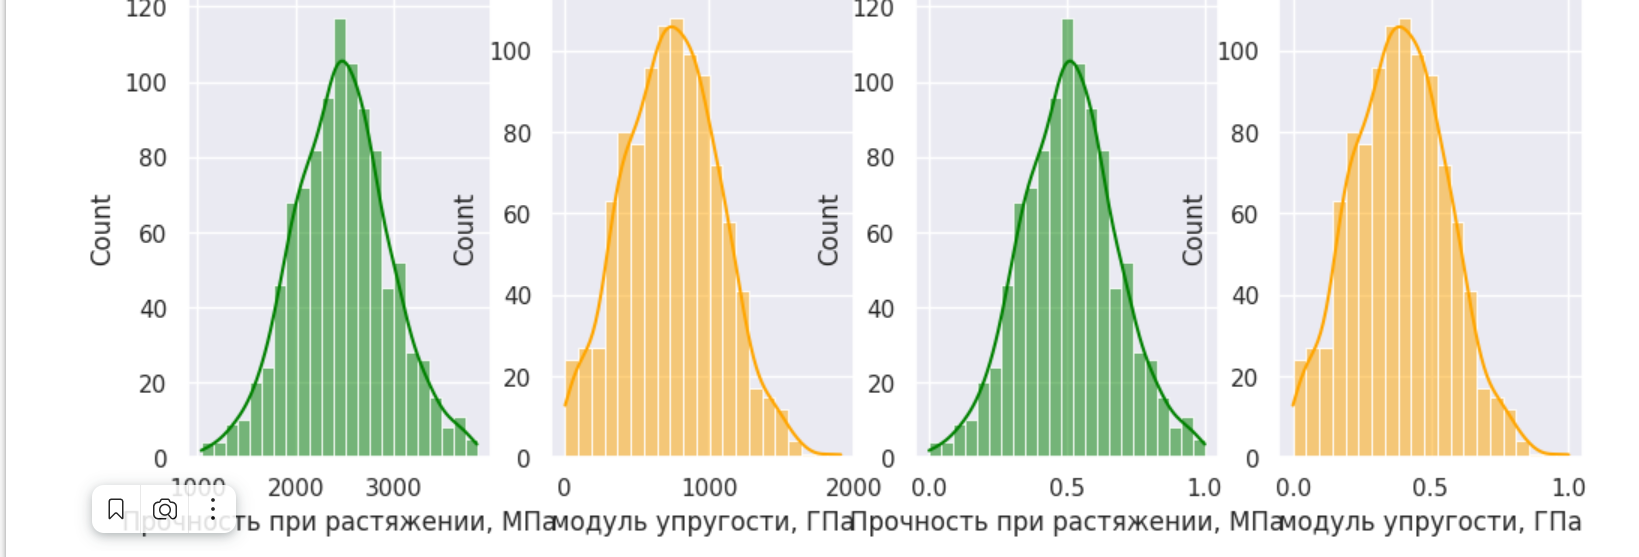 120
100
80
60
40
20
0
Count
1000 2000 3000
Прочность при растяжении, МПа
100
80
60
40
20
0
Count
0 1000 2000
модуль упругости, ГПа
120
100
80
60
40
20
0
Count
0.0 0.5 1.0
Прочность при растяжении, МПа
100
80
60
40
20
0
Count
0.0 0.5 1.0
модуль упругости, ГПа